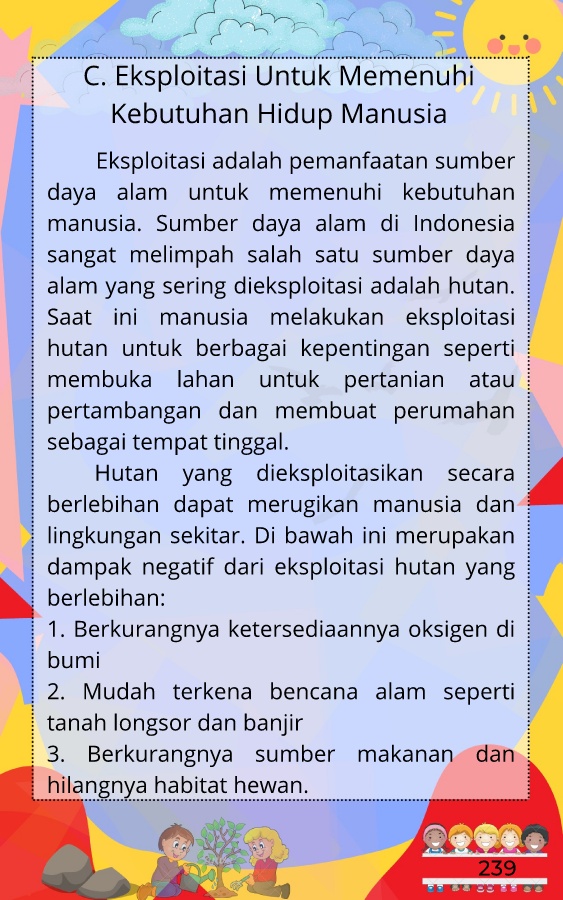 C. Eksploitasi Untuk Memenuhi
Kebutuhan Hidup Manusia
Eksploitasi adalah pemanfaatan sumber
daya alam untuk memenuhi kebutuhan
manusia. Sumber daya alam di Indonesia
sangat melimpah salah satu sumber daya
alam yang sering dieksploitasi adalah hutan.
Saat ini manusia melakukan eksploitasi
hutan untuk berbagai kepentingan seperti
membuka lahan untuk pertanian atau
pertambangan dan membuat perumahan
sebagai tempat tinggal.
Hutan yang dieksploitasikan secara
berlebihan dapat merugikan manusia dan
lingkungan sekitar. Di bawah ini merupakan
dampak negatif dari eksploitasi hutan yang
berlebihan:
1. Berkurangnya ketersediaannya oksigen di
bumi
2. Mudah terkena bencana alam seperti
tanah longsor dan banjir
3. Berkurangnya sumber makanan dan
hilangnya habitat hewan.
239